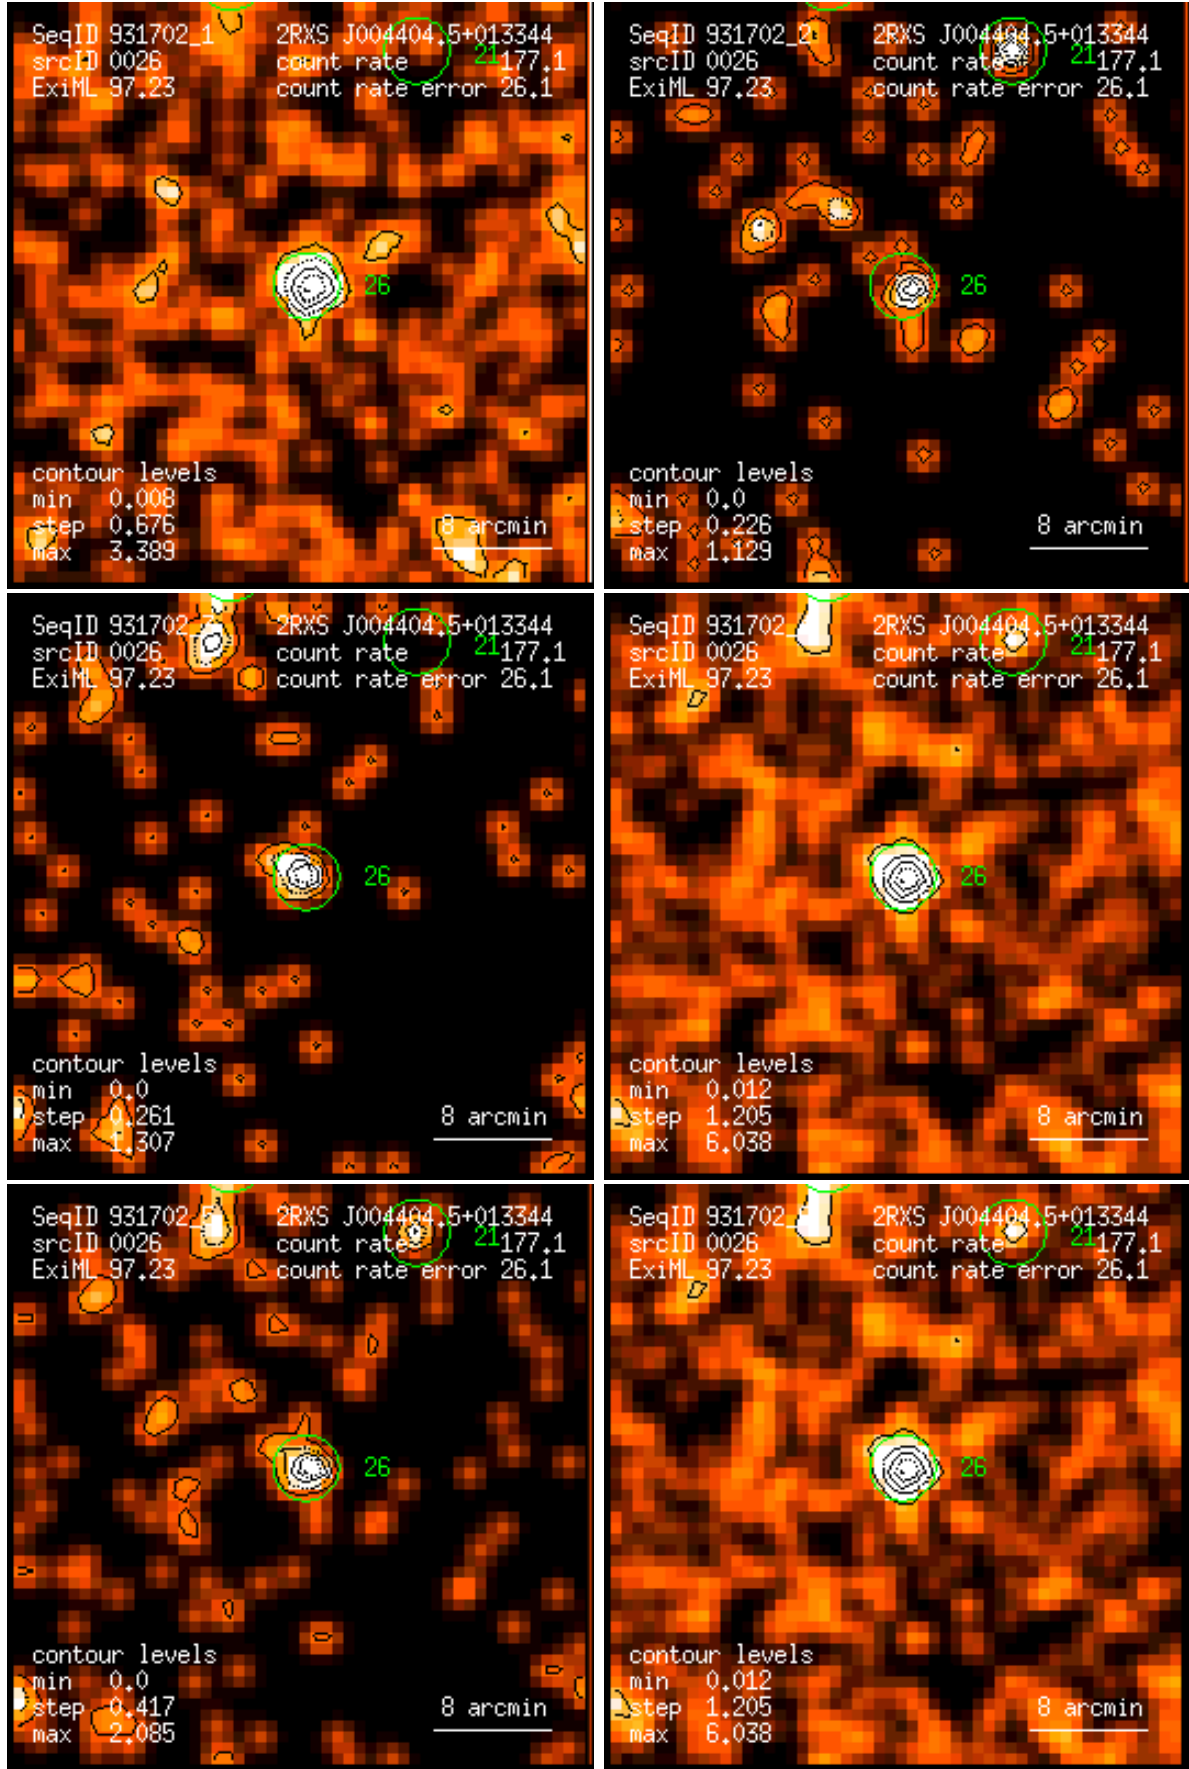 SeqID 931702_1 2RXS J004404.5+013344
srcID 0026 count rate 21 177.1
ExiML 97.23 count rate error 26.1
26
contour levels
min 0.008
step 0.676 8 arcmin
max 3.389
SeqID 931702_2 2RXS J004404.5+013344
srcID 0026 count rate 21 177.1
ExiML 97.23 count rate error 26.1
26
contour levels
min 0.0
step 0.226 8 arcmin
max 1.129
SeqID 931702_ 2RXS J004404.5+013344
srcID 0026 count rate 21 177.1
ExiML 97.23 count rate error 26.1
26
contour levels
min 0.0
step 0.261 8 arcmin
max 1.307
SeqID 931702_ 2RXS J004404.5+013344
srcID 0026 count rate 21 177.1
ExiML 97.23 count rate error 26.1
26
contour levels
min 0.012
step 1.205 8 arcmin
max 6.038
SeqID 931702_ 2RXS J004404.5+013344
srcID 0026 count rate 21 177.1
ExiML 97.23 count rate error 26.1
26
contour levels
min 0.0
step 0.417 8 arcmin
max 2.085
SeqID 931702_ 2RXS J004404.5+013344
srcID 0026 count rate 21 177.1
ExiML 97.23 count rate error 26.1
26
contour levels
min 0.012
step 1.205 8 arcmin
max 6.038